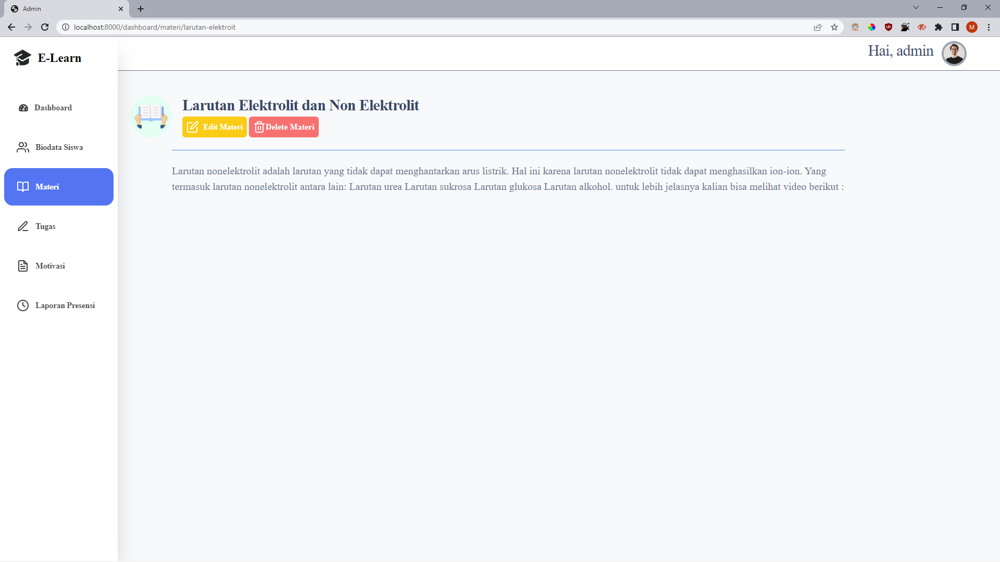 Admin
localhost:8000/dashboard/materi/larutan-elektroit
M
E-Learn
Hai, admin
Dashboard
Biodata Siswa
Materi
Tugas
Motivasi
Laporan Presensi
Larutan Elektrolit dan Non Elektrolit
Edit Materi Delete Materi
Larutan nonelektrolit adalah larutan yang tidak dapat menghantarkan arus listrik. Hal ini karena larutan nonelektrolit tidak dapat menghasilkan ion-ion. Yang
termasuk larutan nonelektrolit antara lain: Larutan urea Larutan sukrosa Larutan glukosa Larutan alkohol. untuk lebih jelasnya kalian bisa melihat video berikut :